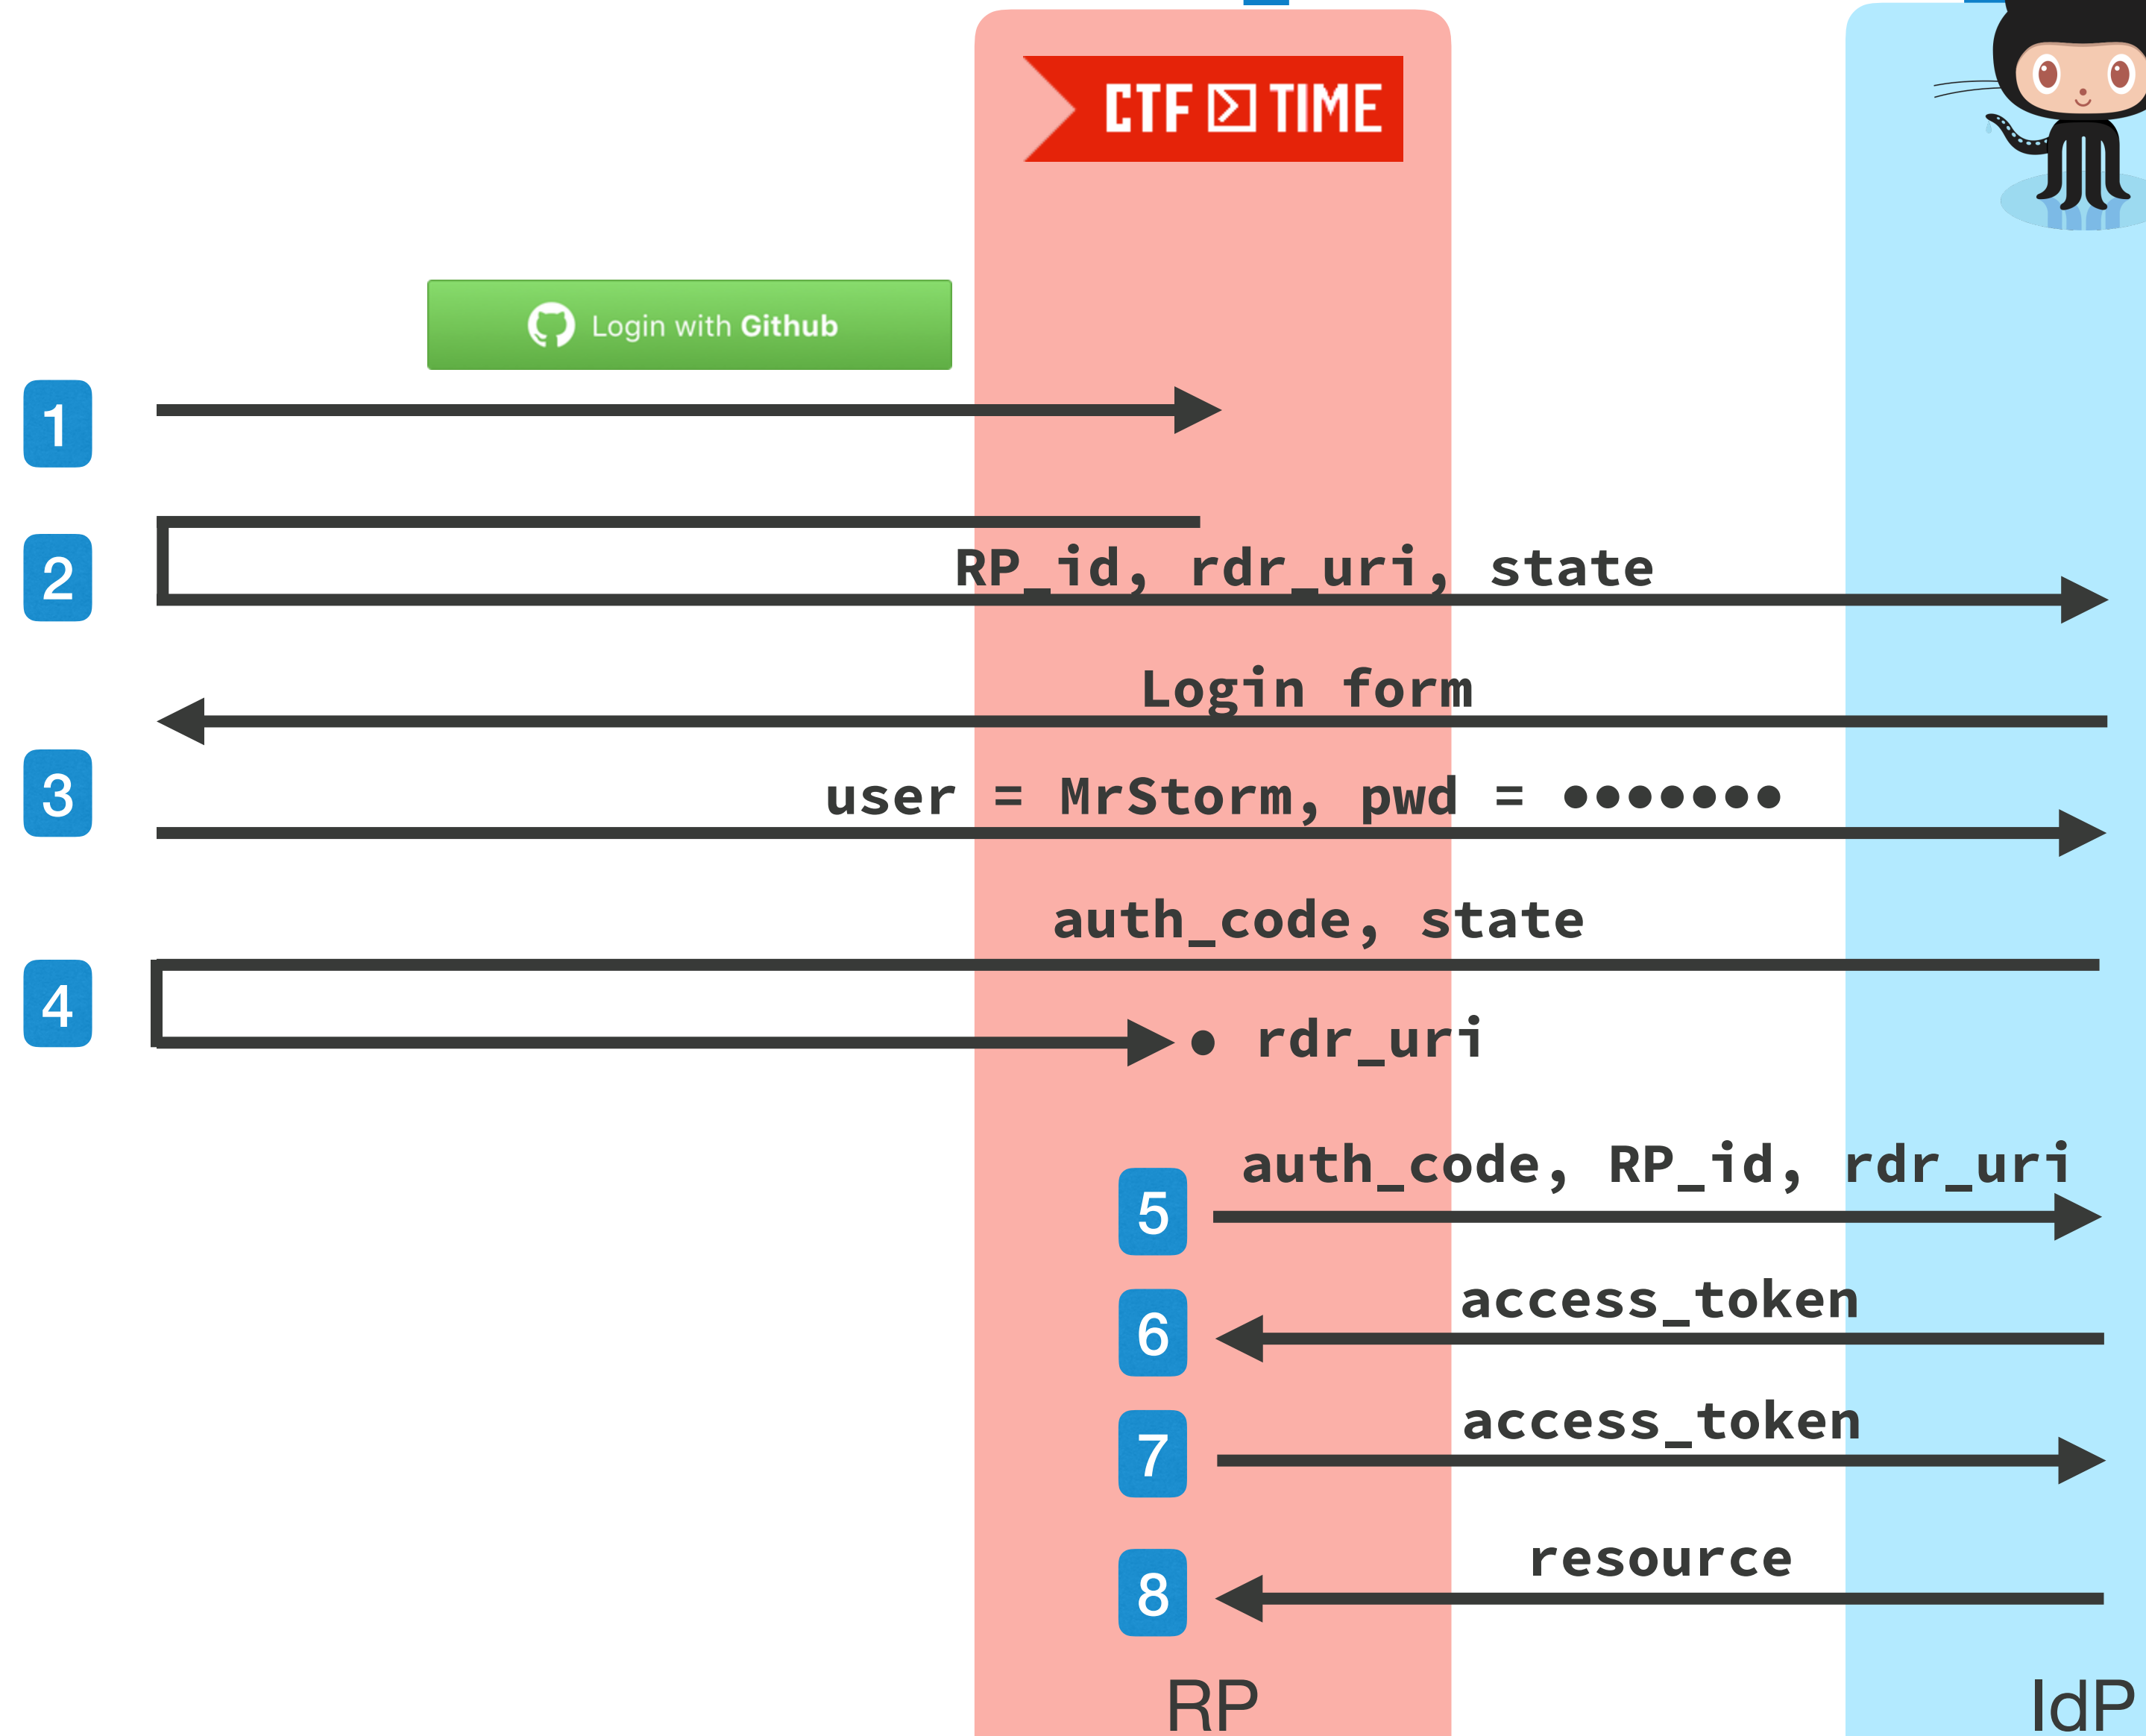 CTF TIME
Login with Github
1
2
RP_id, rdr_uri, state
Login form
3
user = MrStorm, pwd = •••••••
auth_code, state
4
• rdr_uri
auth_code, RP_id, rdr_uri
5
access_token
6
access_token
7
resource
8
RP
IdP